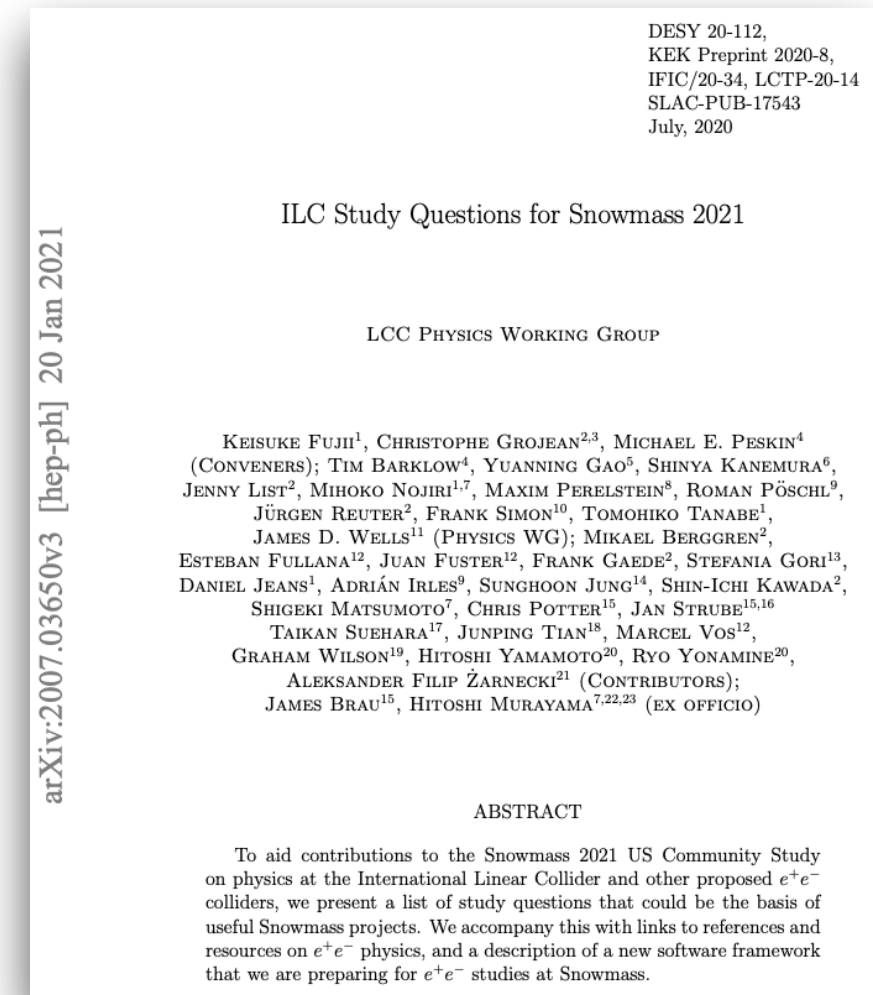 DESY 20-112,
KEK Preprint 2020-8,
IFIC/20-34, LCTP-20-14
SLAC-PUB-17543
July, 2020
ILC Study Questions for Snowmass 2021
LCC Physics Working Group
Keisuke Fujii¹, Christophe Grojean²,³, Michael E. Peskin⁴
(Conveners); Tim Barklow⁴, Yuanning Gao⁵, Shinya Kanemura⁶,
Jenny List², Mihoko Nojiri¹,⁷, Maxim Perelstein⁸, Roman Pöschl⁹,
Jürgen Reuter², Frank Simon¹⁰, Tomohiko Tanabe¹,
James D. Wells¹¹ (Physics WG); Mikael Berggren²,
Esteban Fullana¹², Juan Fuster¹², Frank Gaede², Stefania Gori¹³,
Daniel Jeans¹, Adrián Irles⁹, Sunghoon Jung¹⁴, Shin-Ichi Kawada²,
Shigeki Matsumoto⁷, Chris Potter¹⁵, Jan Strube¹⁵,¹⁶
Taikan Suehara¹⁷, Junping Tian¹⁸, Marcel Vos¹²,
Graham Wilson¹⁹, Hitoshi Yamamoto²⁰, Ryo Yonamine²⁰,
Aleksander Filip Żarnecki²¹ (Contributors);
James Brau¹⁵, Hitoshi Murayama⁷,²²,²³ (ex officio)
ABSTRACT
To aid contributions to the Snowmass 2021 US Community Study
on physics at the International Linear Collider and other proposed e⁺e⁻
colliders, we present a list of study questions that could be the basis of
useful Snowmass projects. We accompany this with links to references and
resources on e⁺e⁻ physics, and a description of a new software framework
that we are preparing for e⁺e⁻ studies at Snowmass.
arXiv:2007.03650v3 [hep-ph] 20 Jan 2021